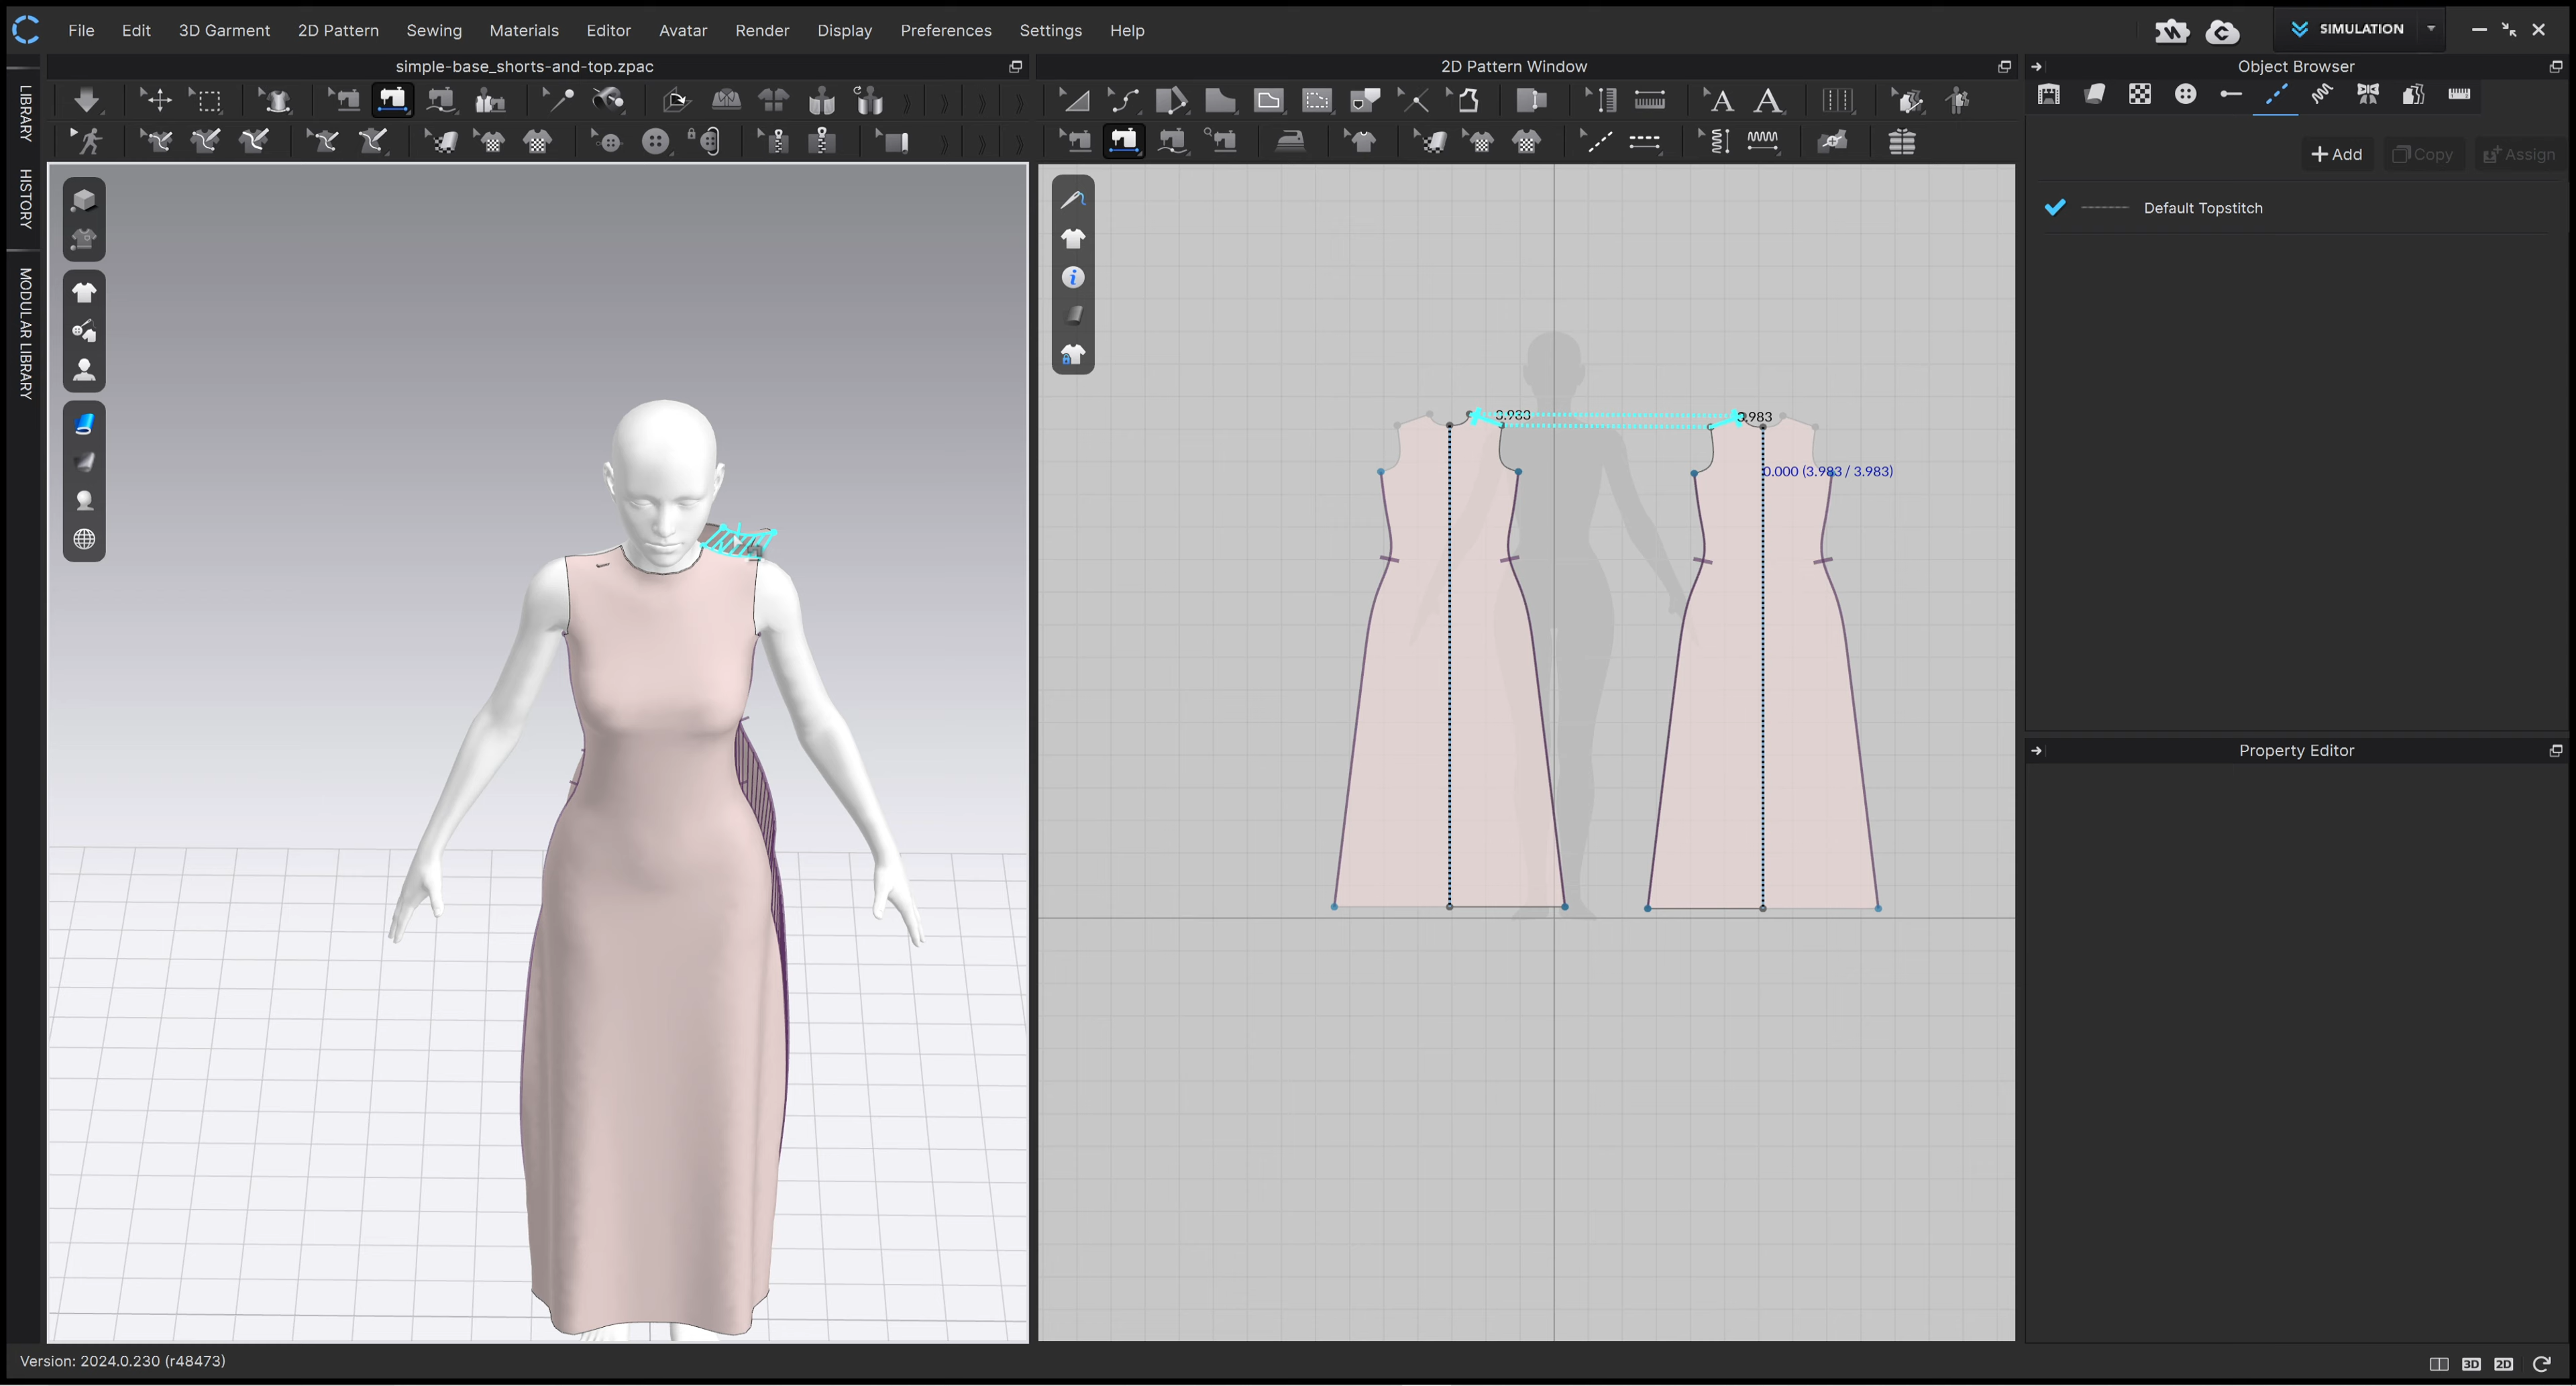 File Edit 3D Garment 2D Pattern Sewing Materials Editor Avatar Render Display Preferences Settings Help SIMULATION
simple-base_shorts-and-top.zpac
2D Pattern Window
Object Browser
LIBRARY
HISTORY
MODULAR LIBRARY
A A
+ Add Copy Assign
Default Topstitch
3.983
3.983
0.000 (3.983 / 3.983)
Property Editor
Version: 2024.0.230 (r48473)
3D 2D